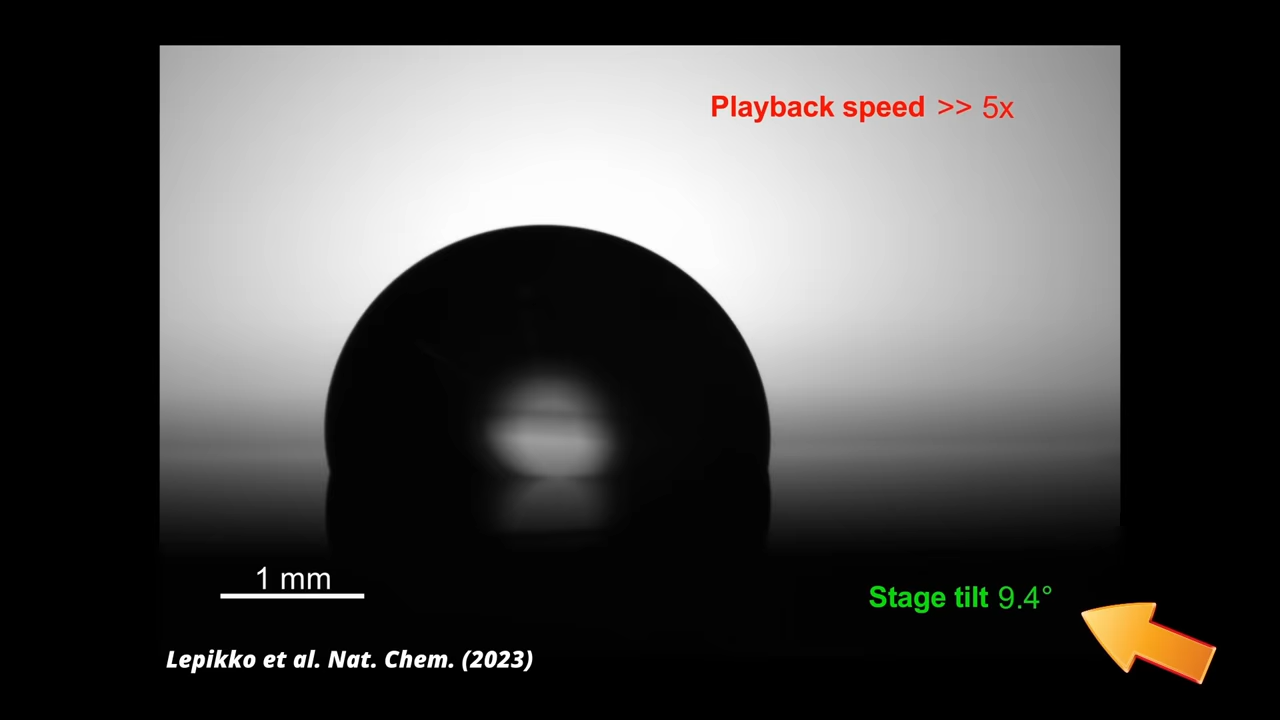 Playback speed >> 5x
1 mm
Stage tilt 9.4°
Lepikko et al. Nat. Chem. (2023)